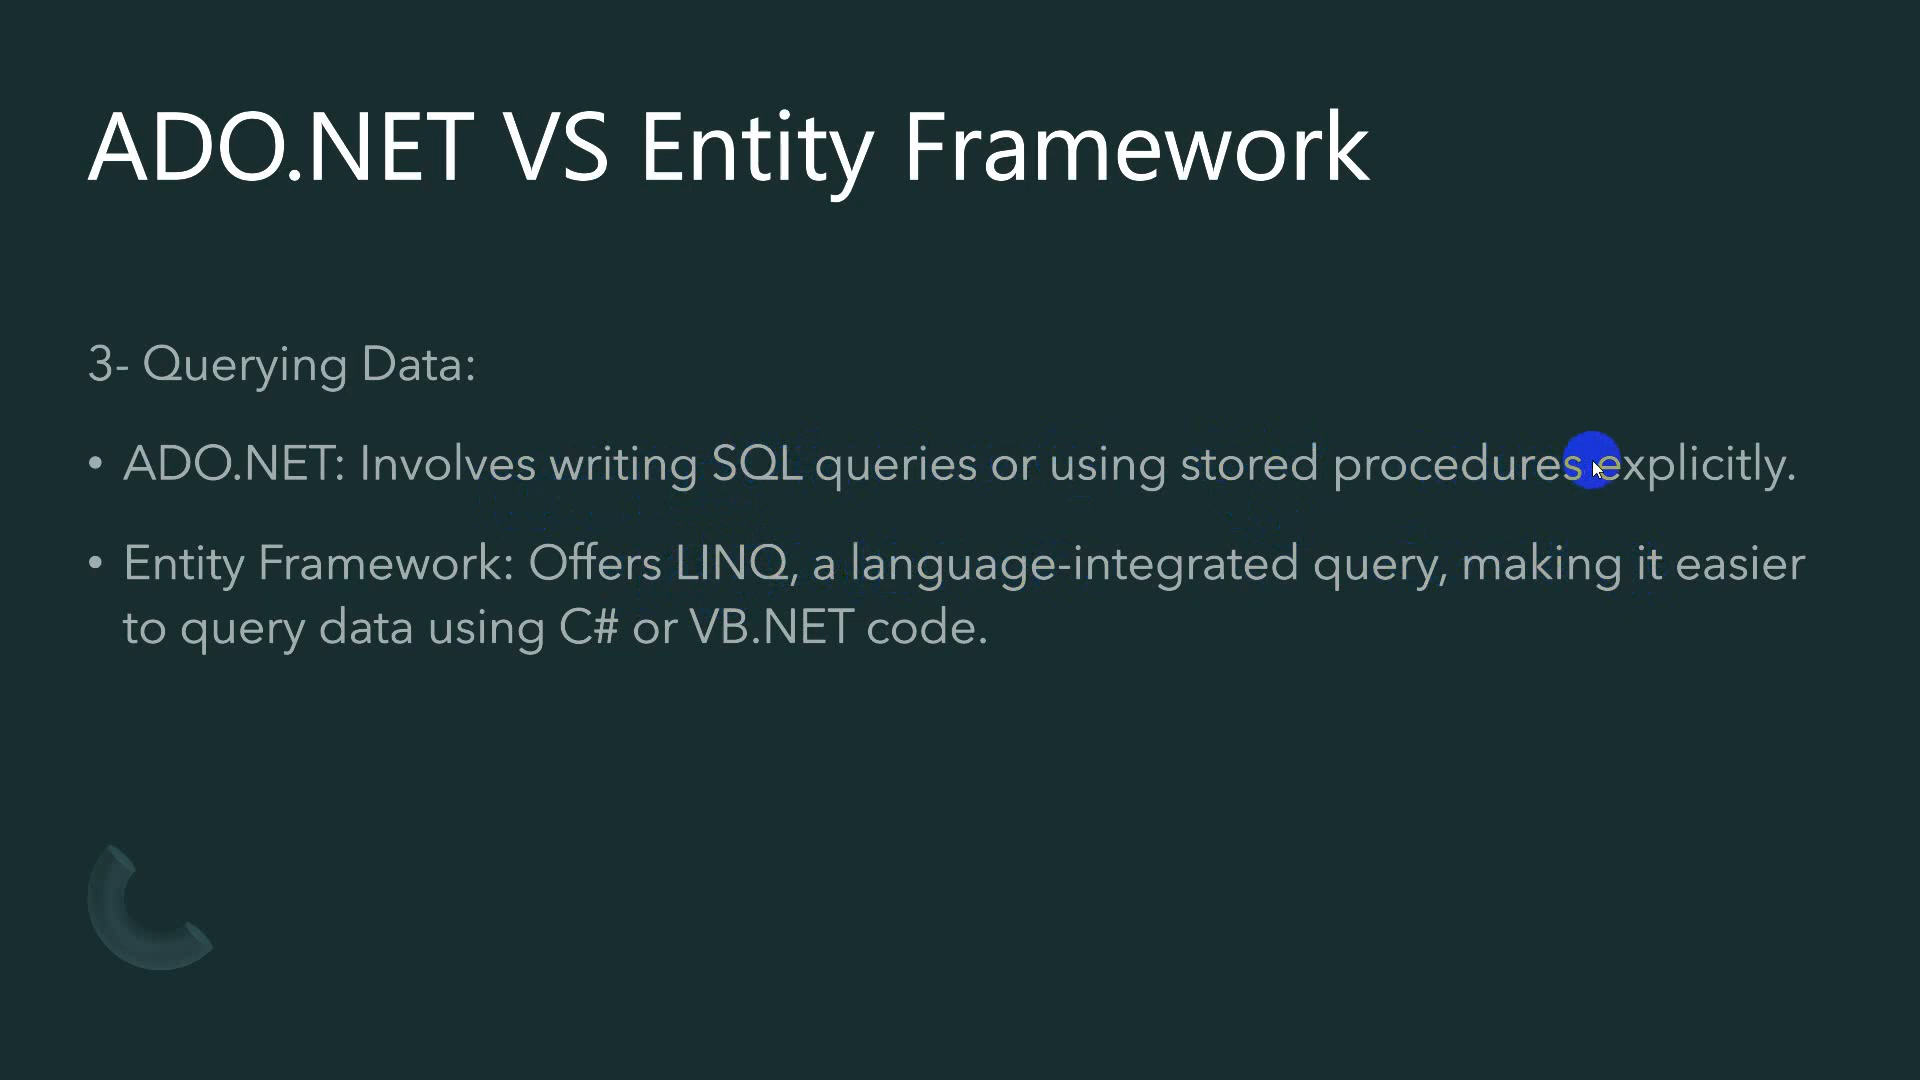 ADO.NET VS Entity Framework
3- Querying Data:
• ADO.NET: Involves writing SQL queries or using stored procedures explicitly.
• Entity Framework: Offers LINQ, a language-integrated query, making it easier
to query data using C# or VB.NET code.